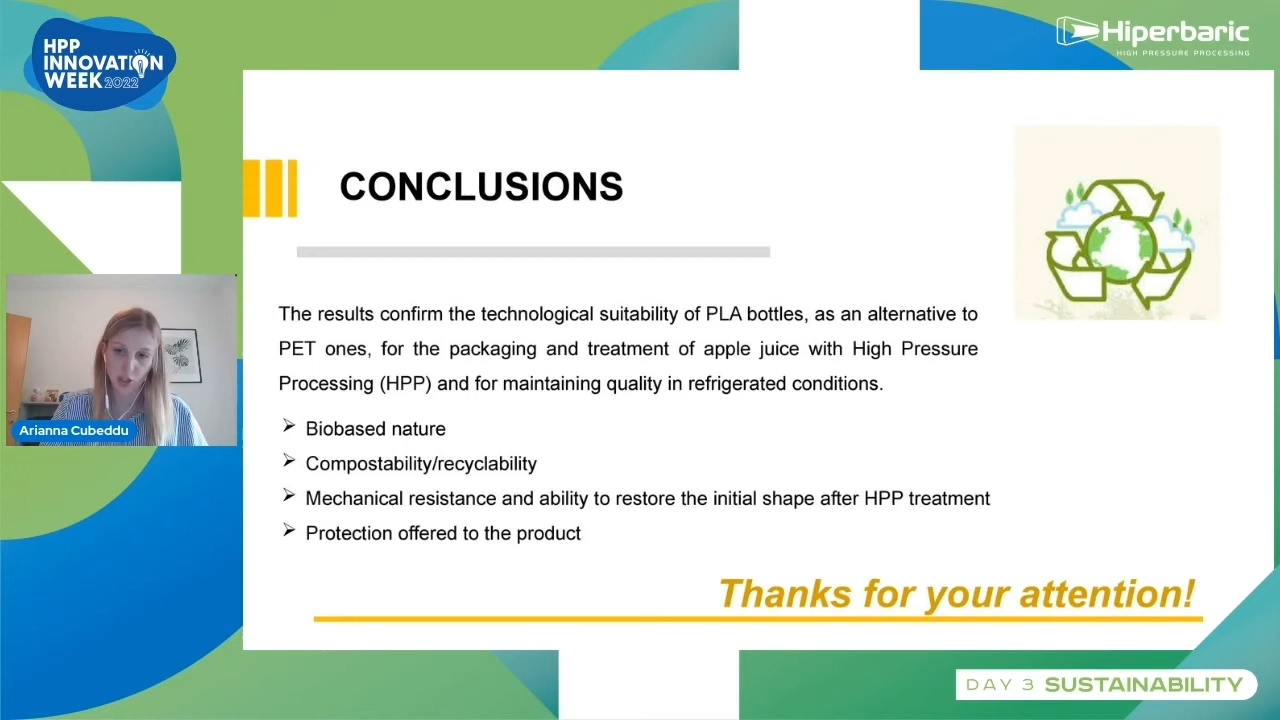 HPP
INNOVATION
WEEK 2022
Hiperbaric
HIGH PRESSURE PROCESSING
CONCLUSIONS
The results confirm the technological suitability of PLA bottles, as an alternative to
PET ones, for the packaging and treatment of apple juice with High Pressure
Processing (HPP) and for maintaining quality in refrigerated conditions.
➢ Biobased nature
➢ Compostability/recyclability
➢ Mechanical resistance and ability to restore the initial shape after HPP treatment
➢ Protection offered to the product
Arianna Cubeddu
Thanks for your attention!
DAY 3 SUSTAINABILITY